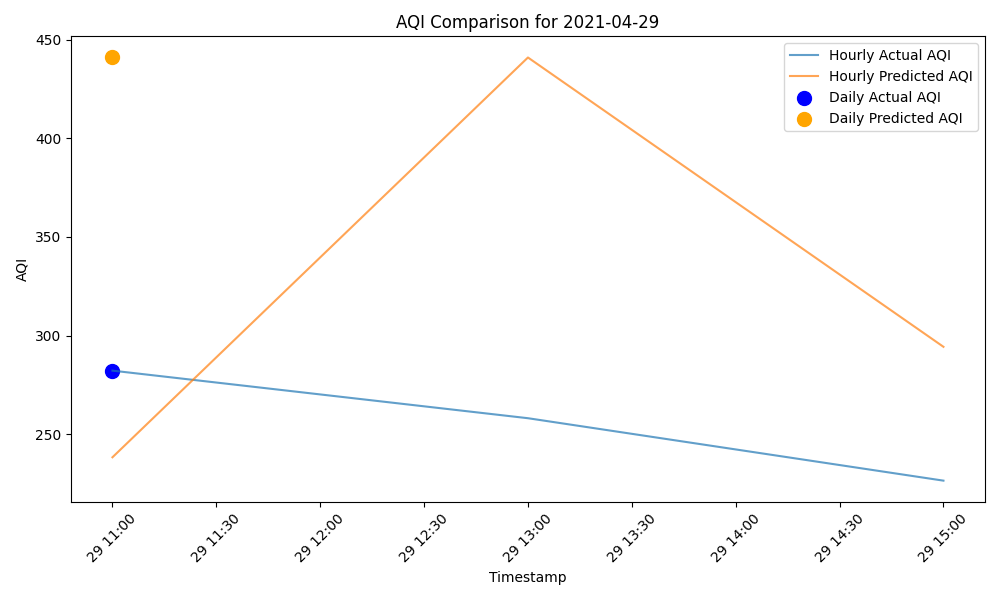 AQI Comparison for 2021-04-29
450
400
350
300
250
AQI
Hourly Actual AQI
Hourly Predicted AQI
Daily Actual AQI
Daily Predicted AQI
29 11:00
29 11:30
29 12:00
29 12:30
29 13:00
29 13:30
29 14:00
29 14:30
29 15:00
Timestamp